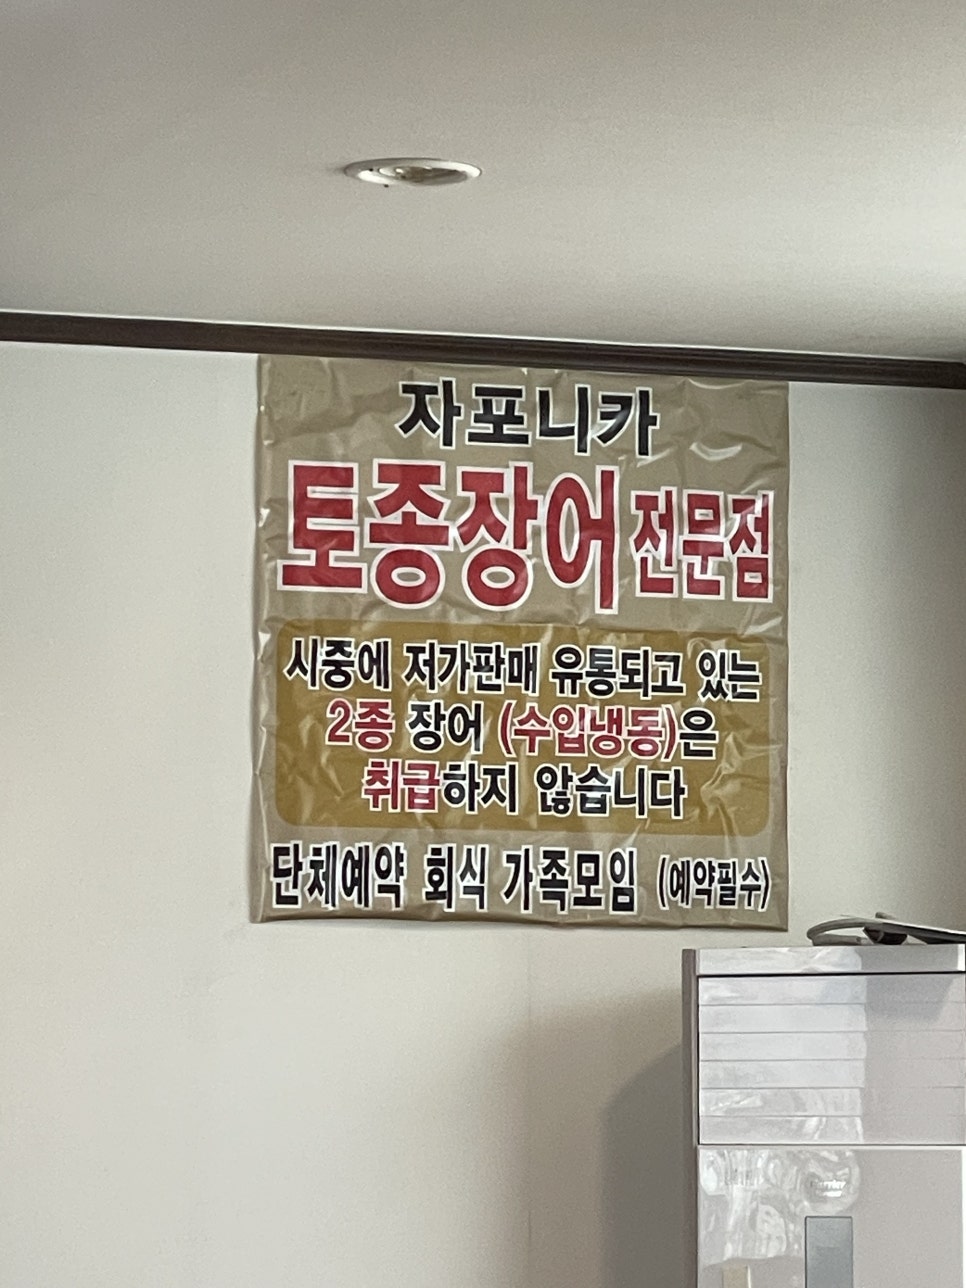 자포니카
토종장어 전문점
시중에 저가판매 유통되고 있는
2종 장어 (수입냉동)은
취급하지 않습니다
단체예약 회식 가족모임 (예약필수)
Carrier